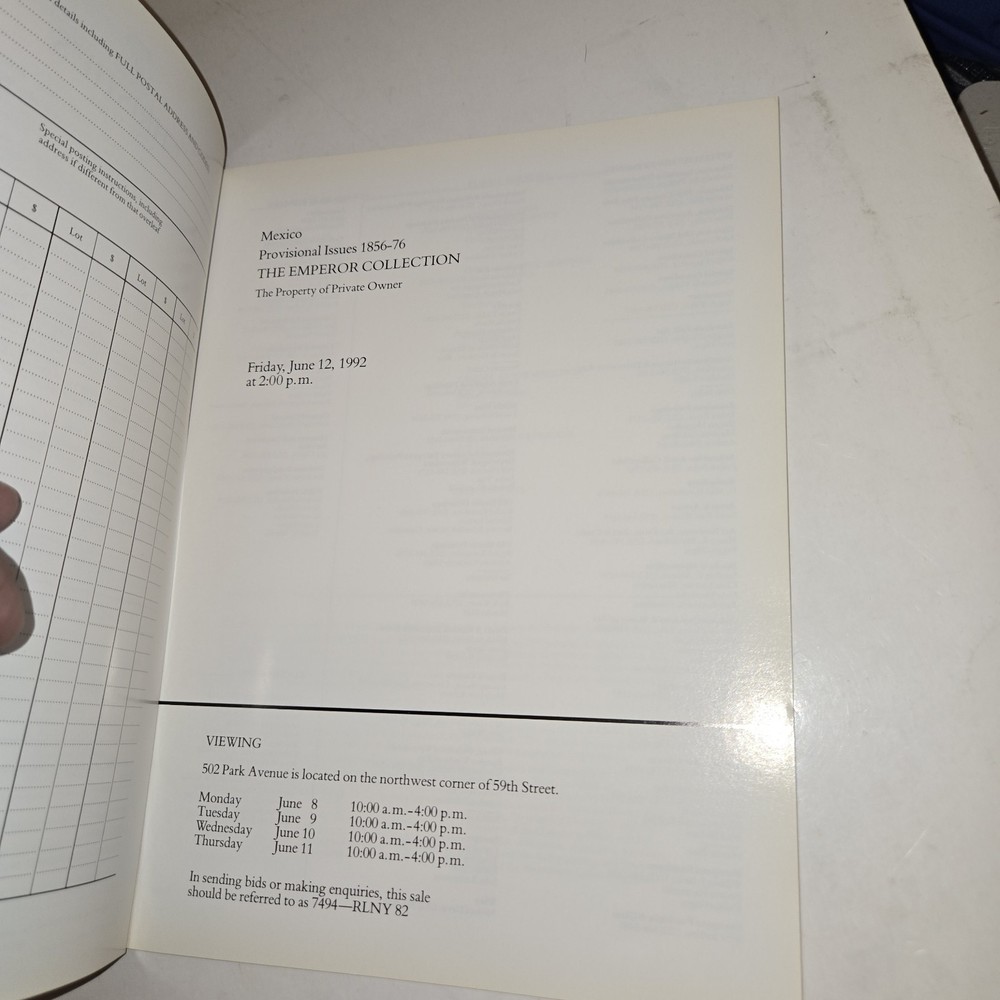 details including FULL POSTAL ADDRESS AND
Special posting instructions, including
address if different from that overleaf
$ Lot $ Lot $ Lot
Mexico
Provisional Issues 1856-76
THE EMPEROR COLLECTION
The Property of Private Owner
Friday, June 12, 1992
at 2:00 p.m.
VIEWING
502 Park Avenue is located on the northwest corner of 59th Street.
Monday June 8 10:00 a.m.-4:00 p.m.
Tuesday June 9 10:00 a.m.-4:00 p.m.
Wednesday June 10 10:00 a.m.-4:00 p.m.
Thursday June 11 10:00 a.m.-4:00 p.m.
In sending bids or making enquiries, this sale
should be referred to as 7494—RLNY 82